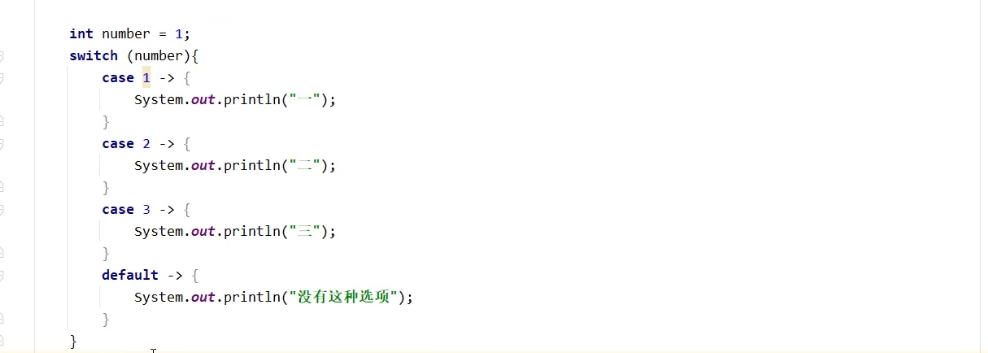 int number = 1;
switch (number){
case 1 -> {
System.out.println("一");
}
case 2 -> {
System.out.println("二");
}
case 3 -> {
System.out.println("三");
}
default -> {
System.out.println("没有这种选项");
}
}